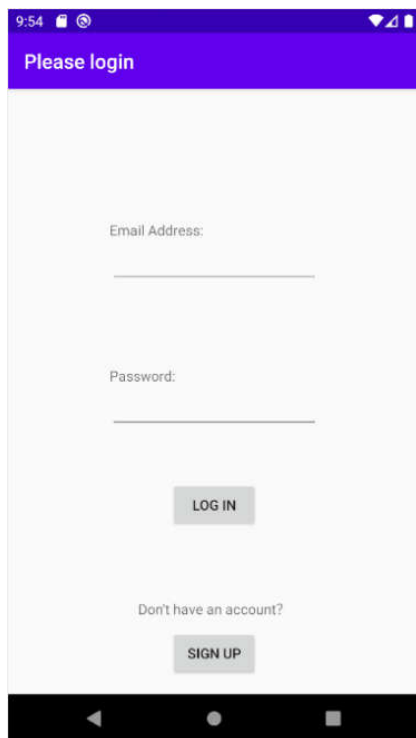 9:54
Please login
Email Address:
Password:
LOG IN
Don't have an account?
SIGN UP